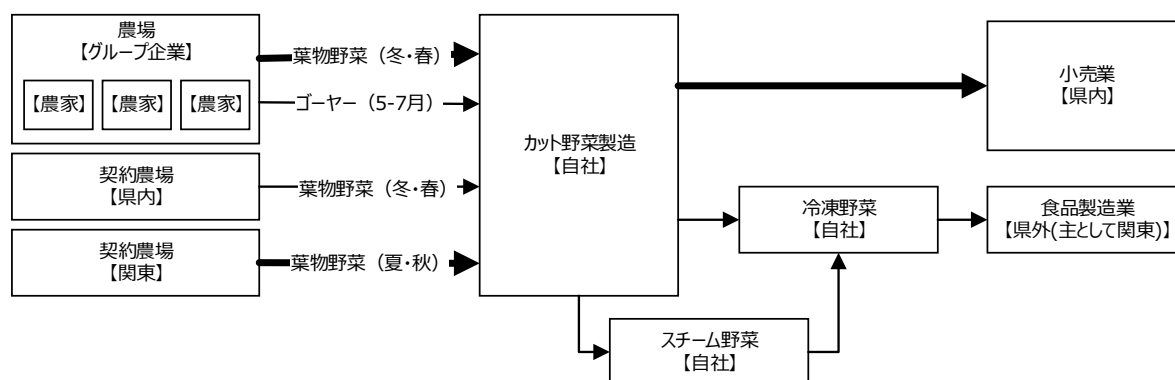 農場
【グループ企業】
【農家】 【農家】 【農家】
葉物野菜（冬・春）
ゴーヤー（5-7月）
契約農場
【県内】
葉物野菜（冬・春）
契約農場
【関東】
葉物野菜（夏・秋）
カット野菜製造
【自社】
小売業
【県内】
冷凍野菜
【自社】
食品製造業
【県外(主として関東)】
スチーム野菜
【自社】